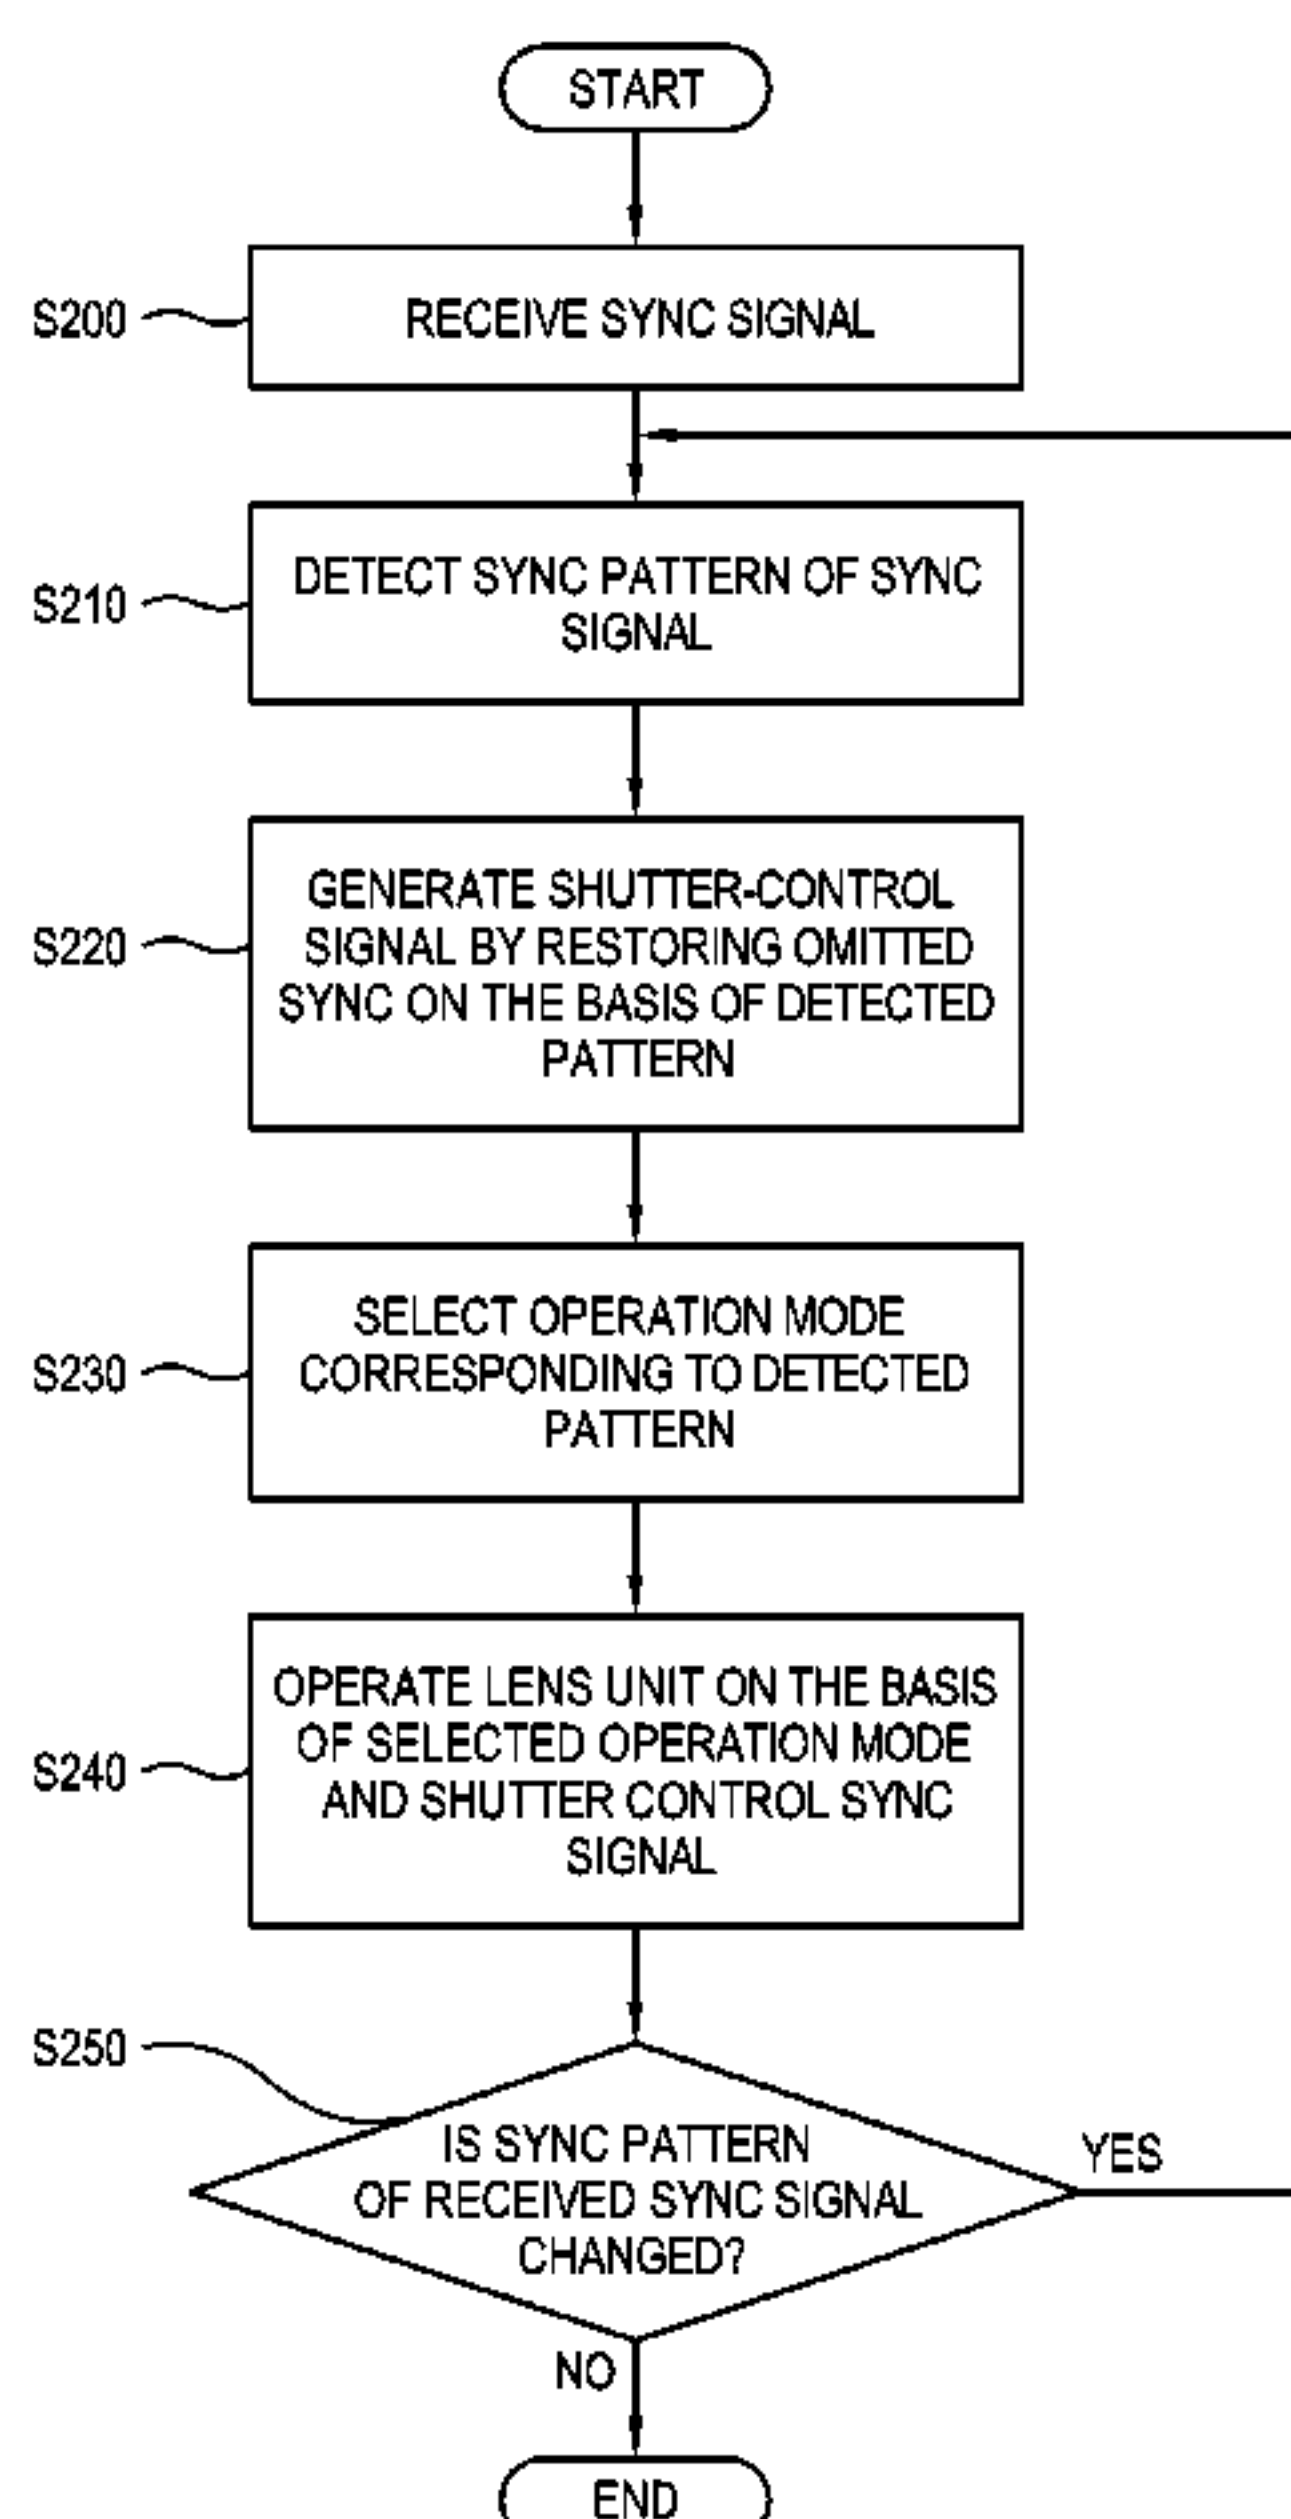 START
S200
RECEIVE SYNC SIGNAL
S210
DETECT SYNC PATTERN OF SYNC
SIGNAL
S220
GENERATE SHUTTER-CONTROL
SIGNAL BY RESTORING OMITTED
SYNC ON THE BASIS OF DETECTED
PATTERN
S230
SELECT OPERATION MODE
CORRESPONDING TO DETECTED
PATTERN
S240
OPERATE LENS UNIT ON THE BASIS
OF SELECTED OPERATION MODE
AND SHUTTER CONTROL SYNC
SIGNAL
S250
IS SYNC PATTERN
OF RECEIVED SYNC SIGNAL
CHANGED?
YES
NO
END